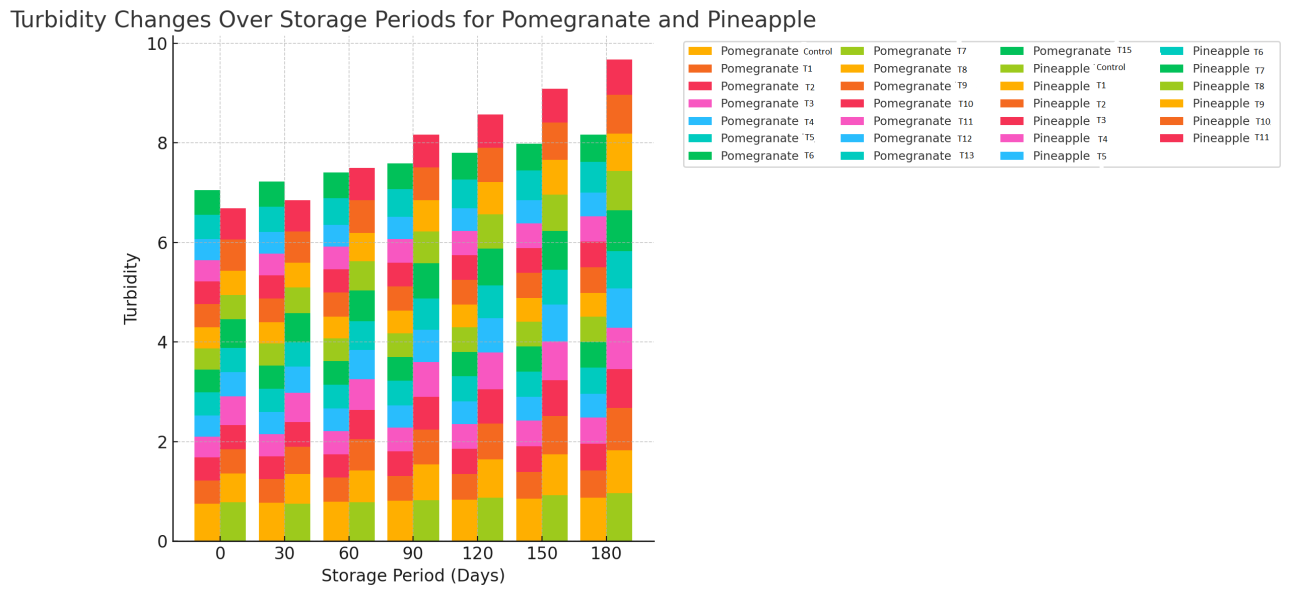 Turbidity Changes Over Storage Periods for Pomegranate and Pineapple
10
8
6
4
2
0
Turbidity
0 30 60 90 120 150 180
Storage Period (Days)
Pomegranate Control
Pomegranate T1
Pomegranate T2
Pomegranate T3
Pomegranate T4
Pomegranate T5
Pomegranate T6
Pomegranate T7
Pomegranate T8
Pomegranate T9
Pomegranate T10
Pomegranate T11
Pomegranate T12
Pomegranate T13
Pomegranate T15
Pineapple Control
Pineapple T1
Pineapple T2
Pineapple T3
Pineapple T4
Pineapple T5
Pineapple T6
Pineapple T7
Pineapple T8
Pineapple T9
Pineapple T10
Pineapple T11